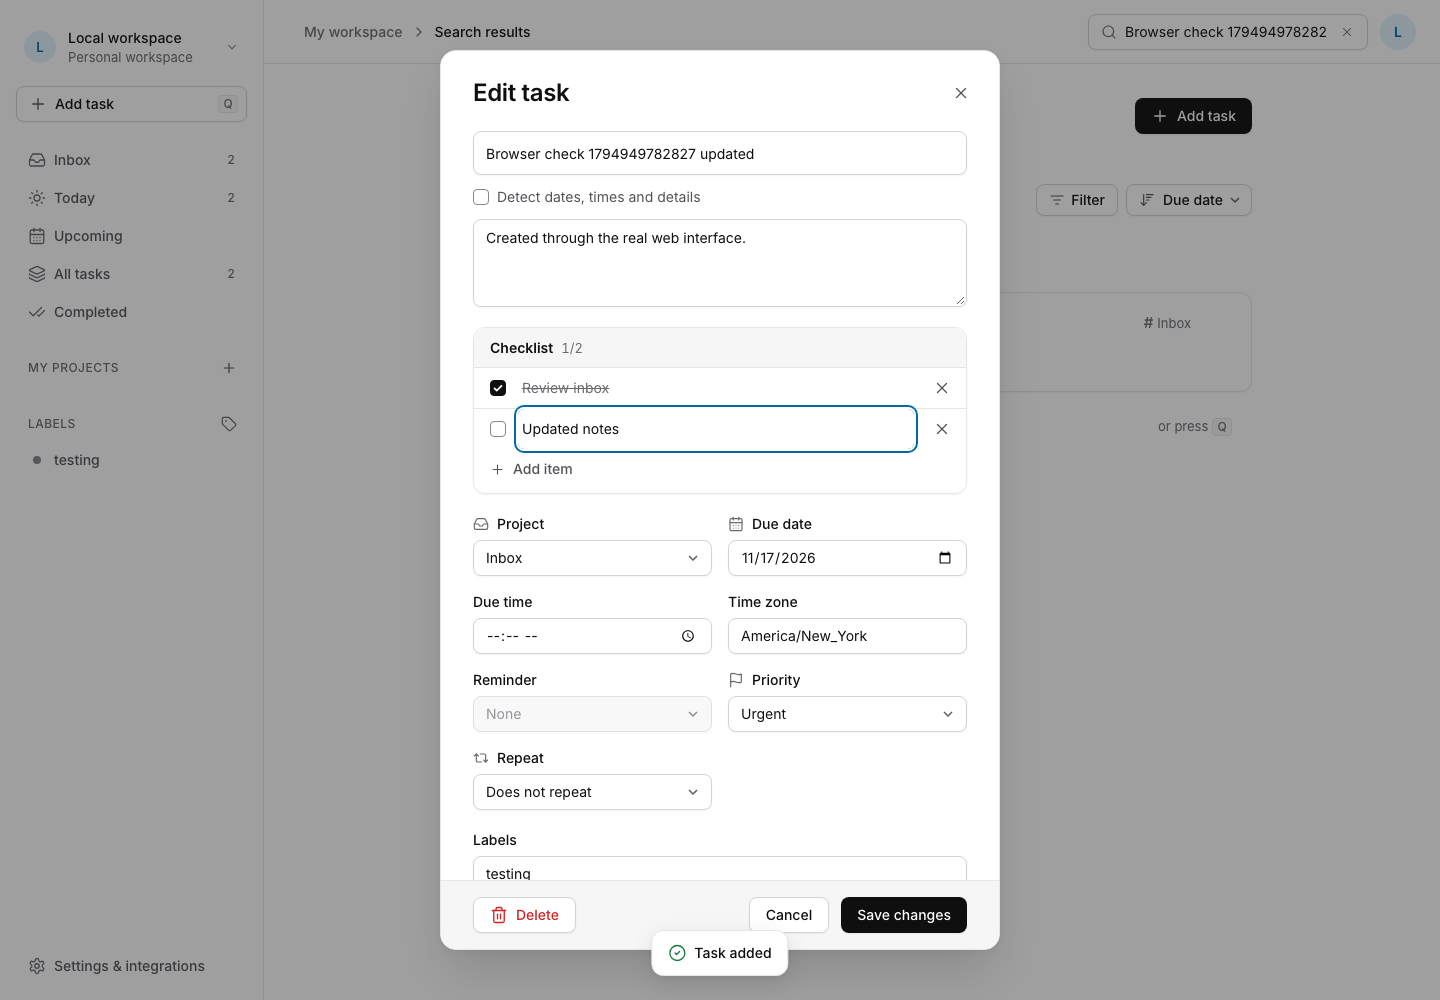 L
Local workspace
Personal workspace
Add task Q
Inbox 2
Today 2
Upcoming
All tasks 2
Completed
MY PROJECTS
LABELS
testing
Settings & integrations
My workspace > Search results
Browser check 179494978282
L
Add task
Filter
Due date
# Inbox
or press Q
Edit task
Browser check 1794949782827 updated
Detect dates, times and details
Created through the real web interface.
Checklist 1/2
Review inbox
Updated notes
Add item
Project
Due date
Inbox
11/17/2026
Due time
Time zone
--:-- --
America/New_York
Reminder
Priority
None
Urgent
Repeat
Does not repeat
Labels
testing
Delete
Cancel
Save changes
Task added